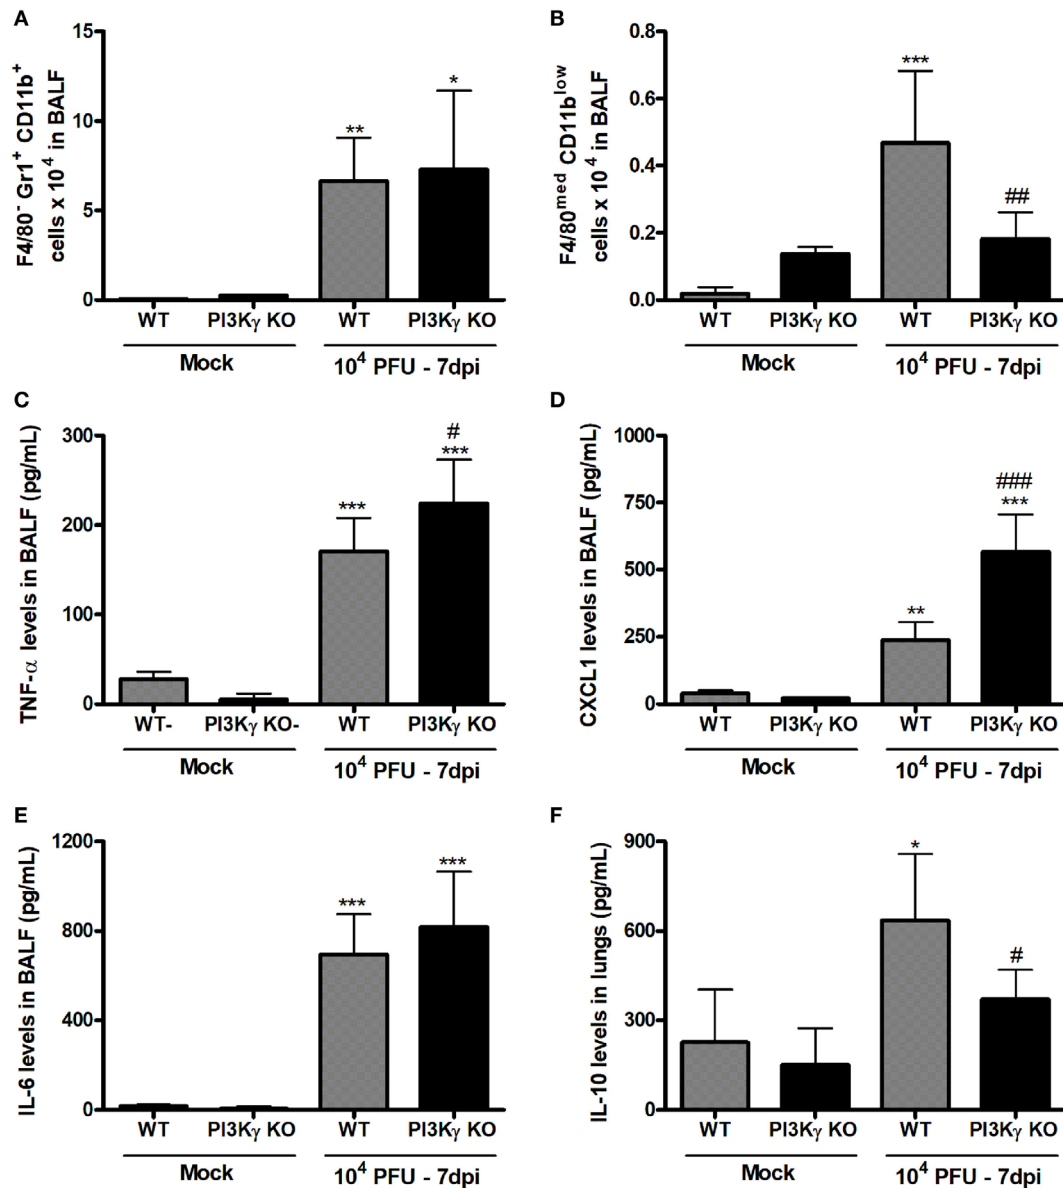 A
F4/80⁻ Gr1⁺ CD11b⁺
cells x 10⁴ in BALF
15
10
5
0
**
*
WT
PI3Kγ KO
WT
PI3Kγ KO
Mock
10⁴ PFU - 7dpi
B
F4/80ᵐᵉᵈ CD11bˡᵒʷ
cells x 10⁴ in BALF
0.8
0.6
0.4
0.2
0.0
***
##
WT
PI3Kγ KO
WT
PI3Kγ KO
Mock
10⁴ PFU - 7dpi
C
TNF-α levels in BALF (pg/mL)
300
200
100
0
***
#
***
WT-
PI3Kγ KO-
WT
PI3Kγ KO
Mock
10⁴ PFU - 7dpi
D
CXCL1 levels in BALF (pg/mL)
1000
750
500
250
0
**
###
***
WT
PI3Kγ KO
WT
PI3Kγ KO
Mock
10⁴ PFU - 7dpi
E
IL-6 levels in BALF (pg/mL)
1200
800
400
0
***
***
WT
PI3Kγ KO
WT
PI3Kγ KO
Mock
10⁴ PFU - 7dpi
F
IL-10 levels in lungs (pg/mL)
900
600
300
0
*
#
WT
PI3Kγ KO
WT
PI3Kγ KO
Mock
10⁴ PFU - 7dpi